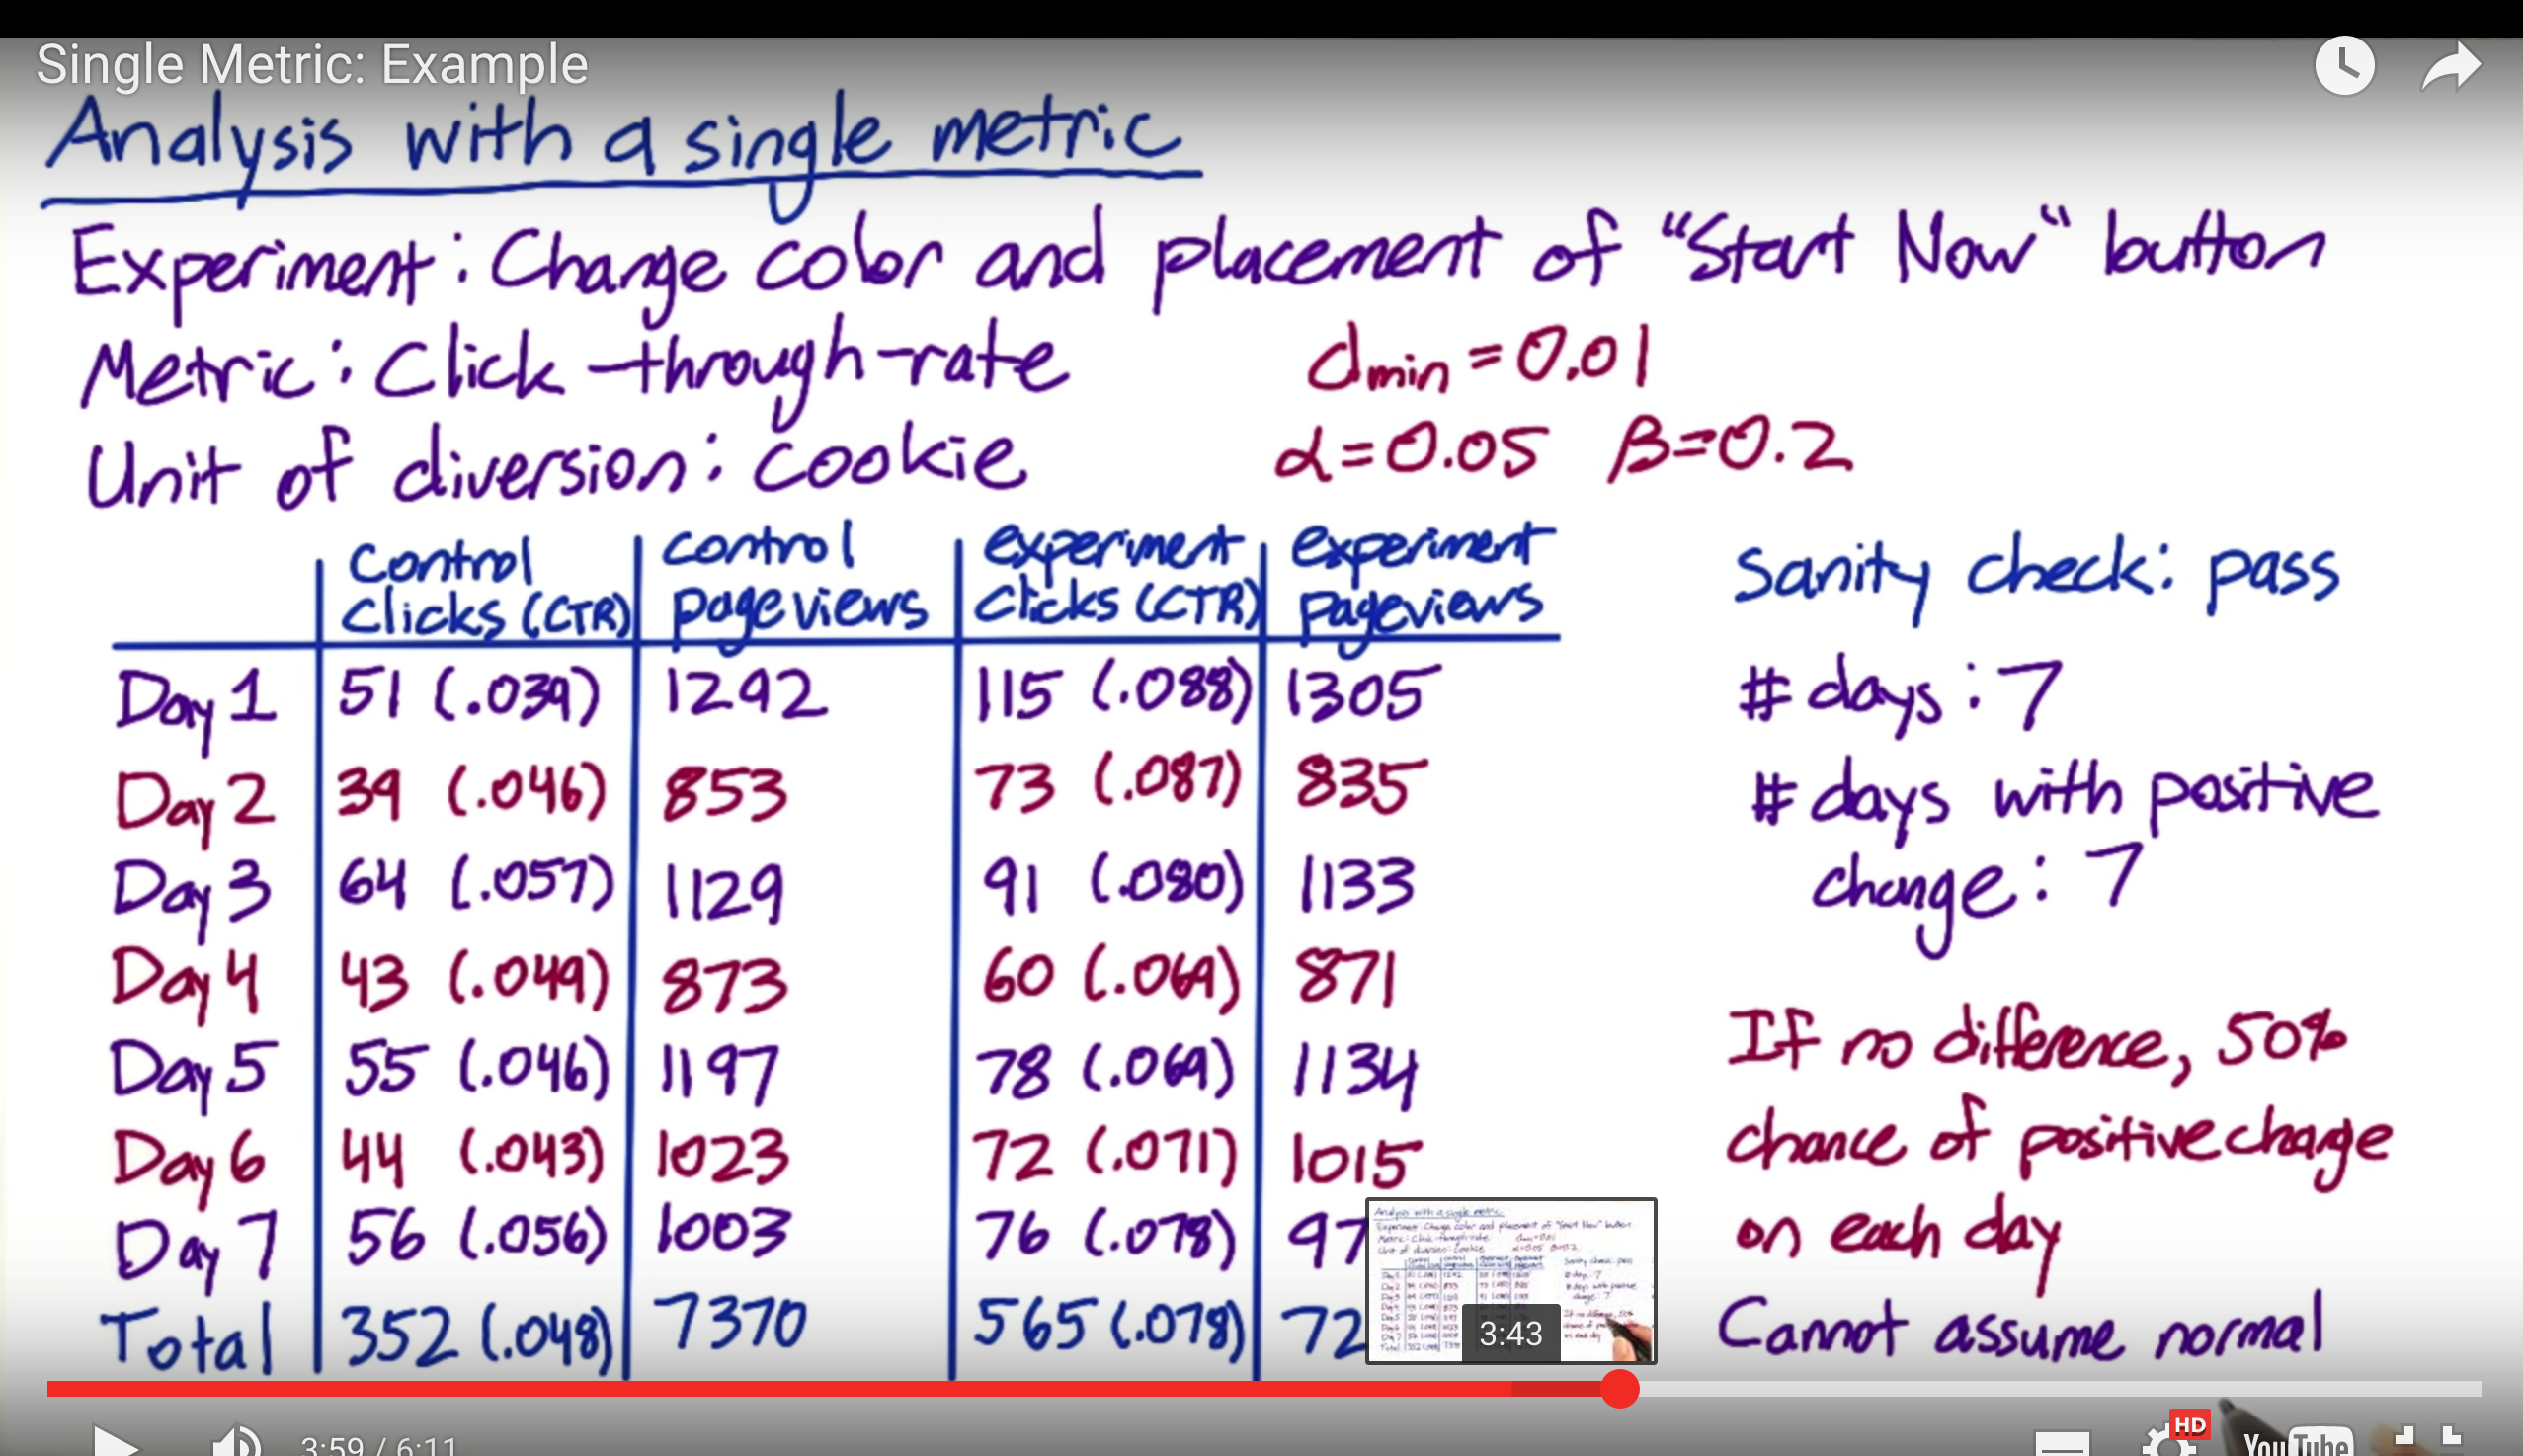 Single Metric: Example
Analysis with a single metric
Experiment: Change color and placement of "Start Now" button
Metric: Click-through-rate dmin = 0.01
Unit of diversion: cookie α=0.05 β=0.2
control clicks (CTR) control pageviews experiment clicks (CTR) experiment pageviews
Sanity check: pass
Day 1 51 (.039) 1292 115 (.088) 1305
# days: 7
Day 2 39 (.046) 853 73 (.087) 835
# days with positive
change: 7
Day 3 64 (.057) 1129 91 (.080) 1133
Day 4 43 (.049) 873 60 (.069) 871
If no difference, 50%
Day 5 55 (.046) 1197 78 (.069) 1134
chance of positive change
Day 6 44 (.043) 1023 72 (.071) 1015
on each day
Day 7 56 (.056) 1003 76 (.078) 97
Total 352 (.048) 7370 565 (.078) 72
Cannot assume normal
3:43
3:59 / 6:11
HD
YouTube